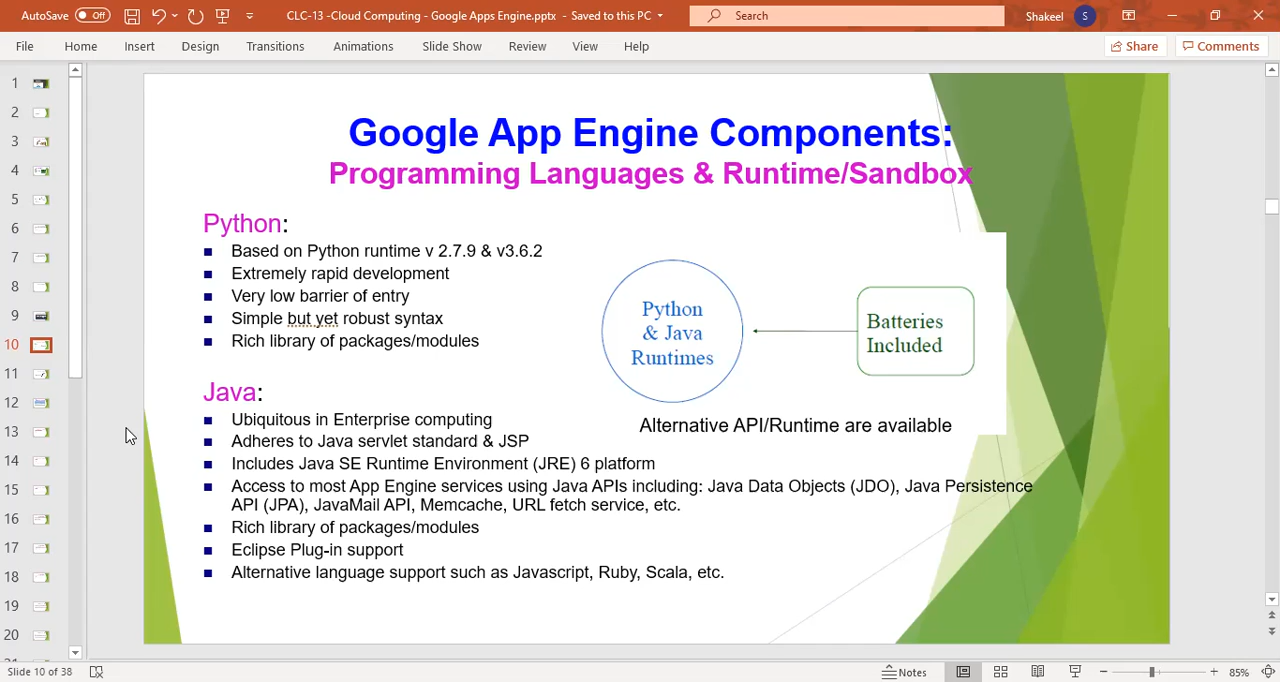 AutoSave Off CLC-13 -Cloud Computing - Google Apps Engine.pptx - Saved to this PC Search Shakeel S
File Home Insert Design Transitions Animations Slide Show Review View Help Share Comments
1
2
3
4
5
6
7
8
9
10
11
12
13
14
15
16
17
18
19
20
Google App Engine Components:
Programming Languages & Runtime/Sandbox
Python:
Based on Python runtime v 2.7.9 & v3.6.2
Extremely rapid development
Very low barrier of entry
Simple but yet robust syntax
Rich library of packages/modules
Python
& Java
Runtimes
Batteries
Included
Alternative API/Runtime are available
Java:
Ubiquitous in Enterprise computing
Adheres to Java servlet standard & JSP
Includes Java SE Runtime Environment (JRE) 6 platform
Access to most App Engine services using Java APIs including: Java Data Objects (JDO), Java Persistence
API (JPA), JavaMail API, Memcache, URL fetch service, etc.
Rich library of packages/modules
Eclipse Plug-in support
Alternative language support such as Javascript, Ruby, Scala, etc.
Slide 10 of 38 Notes 85%